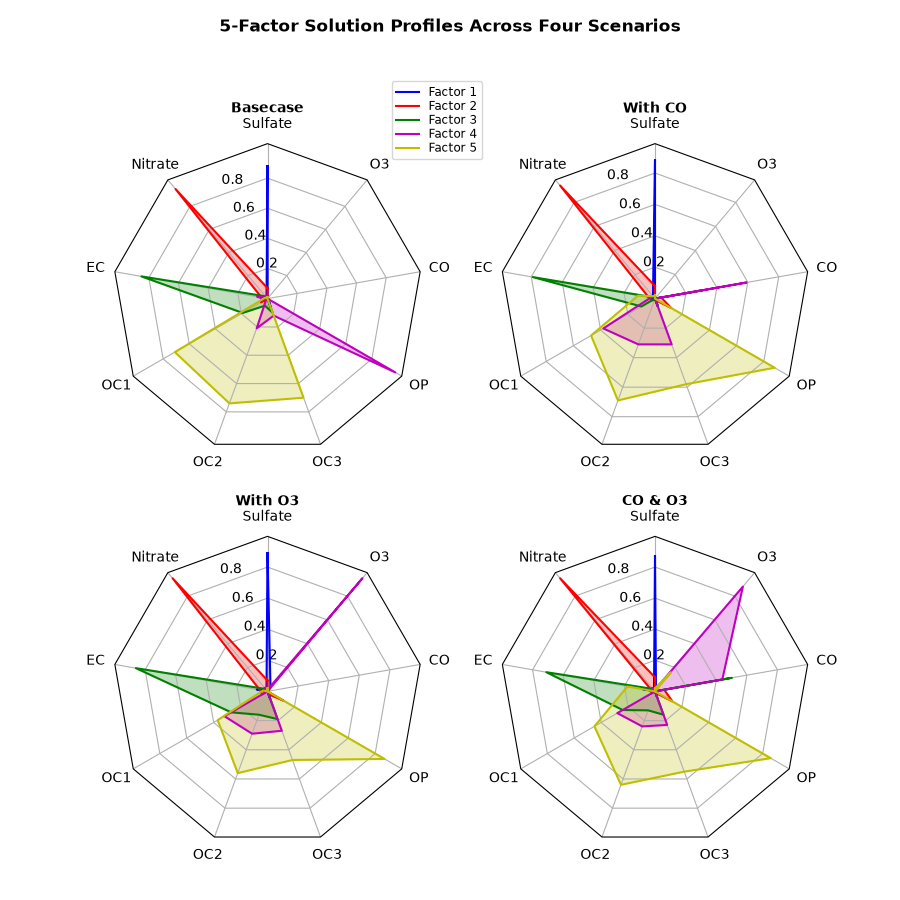 5-Factor Solution Profiles Across Four Scenarios
Factor 1
Factor 2
Factor 3
Factor 4
Factor 5
Basecase
Sulfate
Nitrate
O3
0.8
0.6
0.4
0.2
EC
CO
OC1
OP
OC2
OC3
With CO
Sulfate
Nitrate
O3
0.8
0.6
0.4
0.2
EC
CO
OC1
OP
OC2
OC3
With O3
Sulfate
Nitrate
O3
0.8
0.6
0.4
0.2
EC
CO
OC1
OP
OC2
OC3
CO & O3
Sulfate
Nitrate
O3
0.8
0.6
0.4
0.2
EC
CO
OC1
OP
OC2
OC3